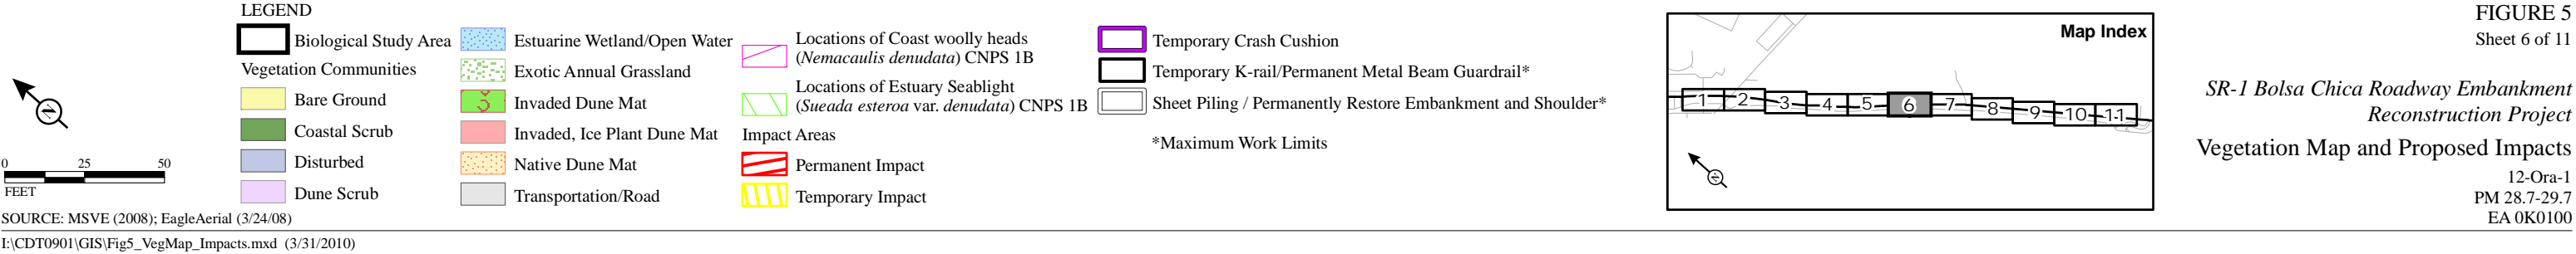 LEGEND
Biological Study Area
Vegetation Communities
Bare Ground
Coastal Scrub
Disturbed
Dune Scrub
Estuarine Wetland/Open Water
Exotic Annual Grassland
Invaded Dune Mat
Invaded, Ice Plant Dune Mat
Native Dune Mat
Transportation/Road
Locations of Coast woolly heads
(Nemacaulis denudata) CNPS 1B
Locations of Estuary Seablight
(Sueada esteroa var. denudata) CNPS 1B
Impact Areas
Permanent Impact
Temporary Impact
Temporary Crash Cushion
Temporary K-rail/Permanent Metal Beam Guardrail*
Sheet Piling / Permanently Restore Embankment and Shoulder*
*Maximum Work Limits
N
0 25 50
FEET
SOURCE: MSVE (2008); EagleAerial (3/24/08)
I:\CDT0901\GIS\Fig5_VegMap_Impacts.mxd (3/31/2010)
Map Index
1 2 3 4 5 6 7 8 9 10 11
N
FIGURE 5
Sheet 6 of 11
SR-1 Bolsa Chica Roadway Embankment
Reconstruction Project
Vegetation Map and Proposed Impacts
12-Ora-1
PM 28.7-29.7
EA 0K0100